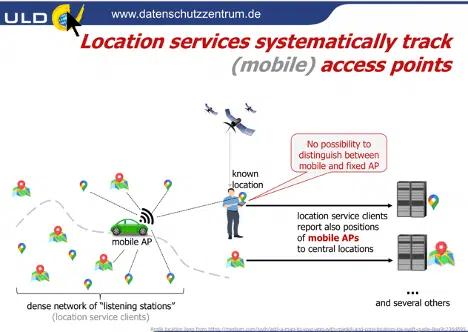 ULD
www.datenschutzzentrum.de
Location services systematically track
(mobile) access points
No possibility to
distinguish between
mobile and fixed AP
known
location
mobile AP
location service clients
report also positions
of mobile APs
to central locations
...
and several others
dense network of "listening stations"
(location service clients)